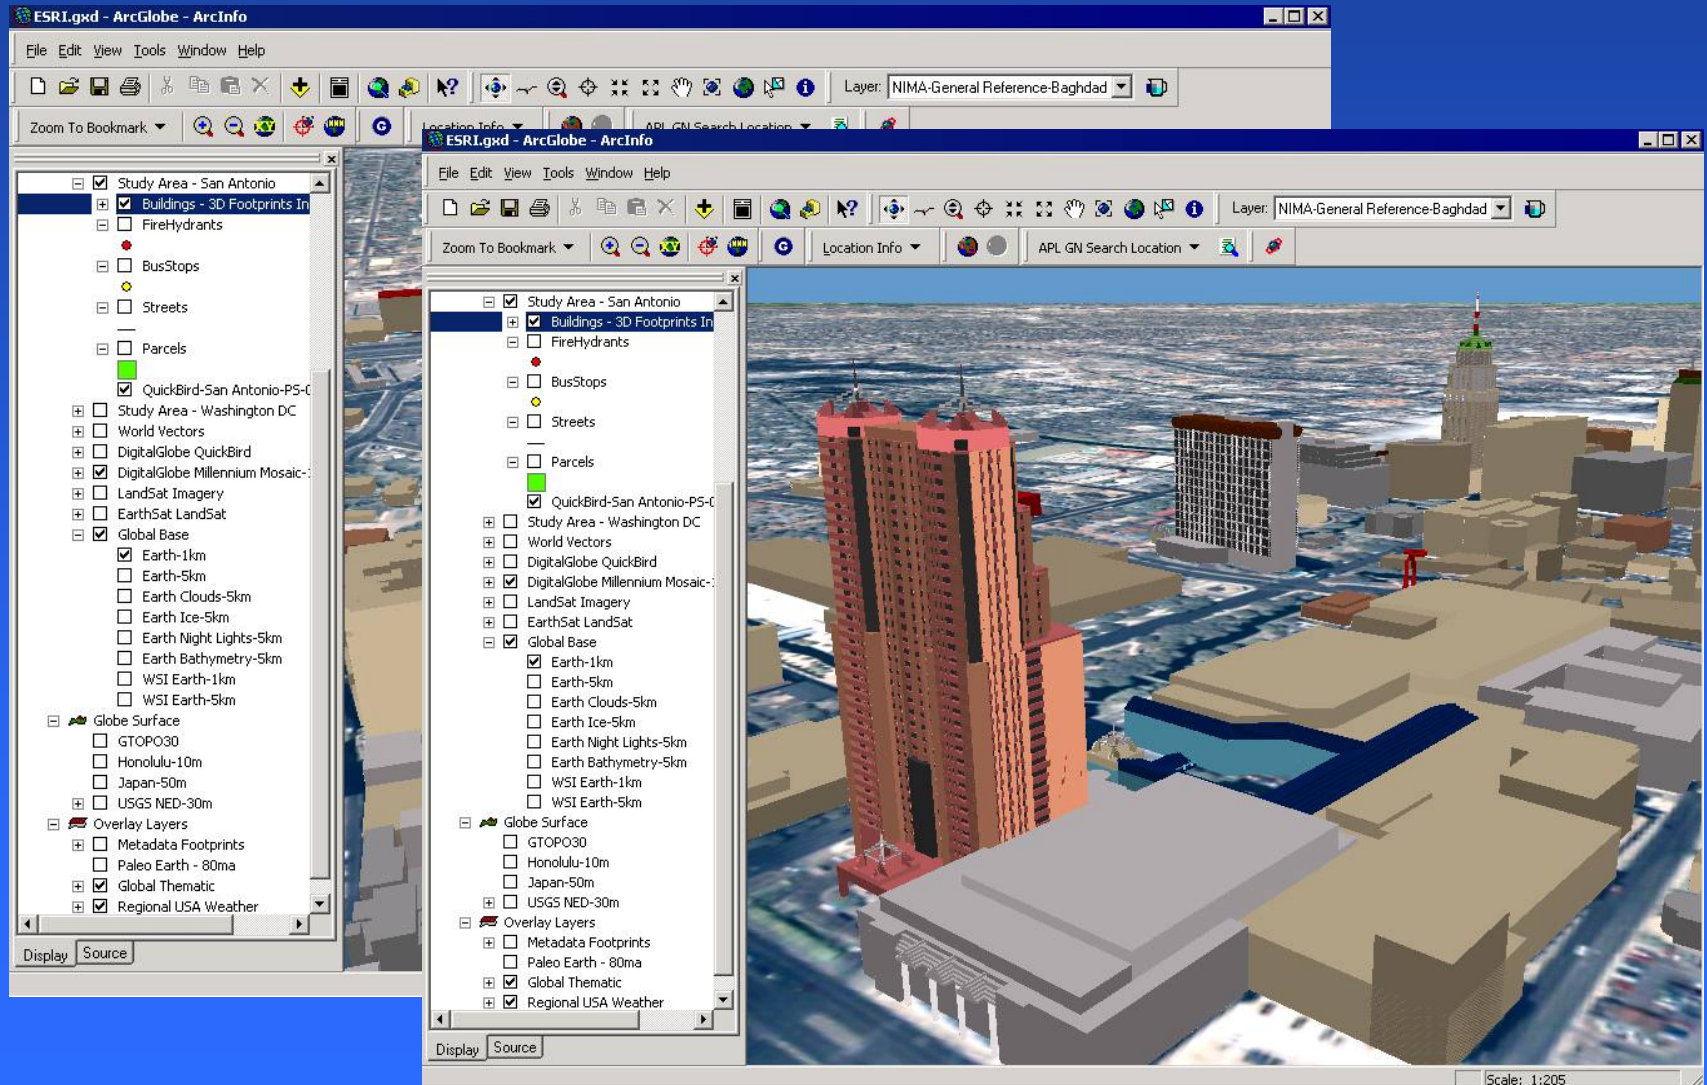 ESRI.gxd - ArcGlobe - ArcInfo
File Edit View Tools Window Help
Layer: NIMA-General Reference-Baghdad
Zoom To Bookmark
Location Info
APL GN Search Location
Study Area - San Antonio
Buildings - 3D Footprints In
FireHydrants
BusStops
Streets
Parcels
QuickBird-San Antonio-PS-0
Study Area - Washington DC
World Vectors
DigitalGlobe QuickBird
DigitalGlobe Millennium Mosaic-
LandSat Imagery
EarthSat LandSat
Global Base
Earth-1km
Earth-5km
Earth Clouds-5km
Earth Ice-5km
Earth Night Lights-5km
Earth Bathymetry-5km
WSI Earth-1km
WSI Earth-5km
Globe Surface
GTOPO30
Honolulu-10m
Japan-50m
USGS NED-30m
Overlay Layers
Metadata Footprints
Paleo Earth - 80ma
Global Thematic
Regional USA Weather
Display Source
ESRI.gxd - ArcGlobe - ArcInfo
File Edit View Tools Window Help
Layer: NIMA-General Reference-Baghdad
Zoom To Bookmark
Location Info
APL GN Search Location
Study Area - San Antonio
Buildings - 3D Footprints In
FireHydrants
BusStops
Streets
Parcels
QuickBird-San Antonio-PS-0
Study Area - Washington DC
World Vectors
DigitalGlobe QuickBird
DigitalGlobe Millennium Mosaic-
LandSat Imagery
EarthSat LandSat
Global Base
Earth-1km
Earth-5km
Earth Clouds-5km
Earth Ice-5km
Earth Night Lights-5km
Earth Bathymetry-5km
WSI Earth-1km
WSI Earth-5km
Globe Surface
GTOPO30
Honolulu-10m
Japan-50m
USGS NED-30m
Overlay Layers
Metadata Footprints
Paleo Earth - 80ma
Global Thematic
Regional USA Weather
Display Source
Scale: 1:205